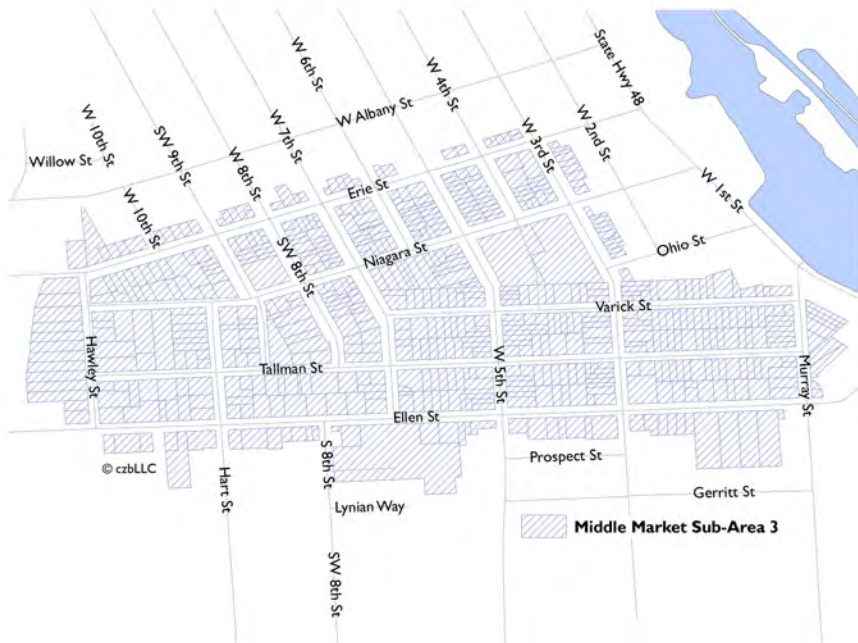 State Hwy 48
W 6th St
W 4th St
W Albany St
W 10th St
W 7th St
SW 9th St
W 8th St
W 3rd St
W 2nd St
Willow St
Erie St
W 1st St
W 10th St
Niagara St
SW 8th St
Ohio St
Varick St
Hawley St
Tallman St
W 5th St
Murray St
Ellen St
© czbLLC
Hart St
S 8th St
Prospect St
Gerritt St
Lynian Way
Middle Market Sub-Area 3
SW 8th St